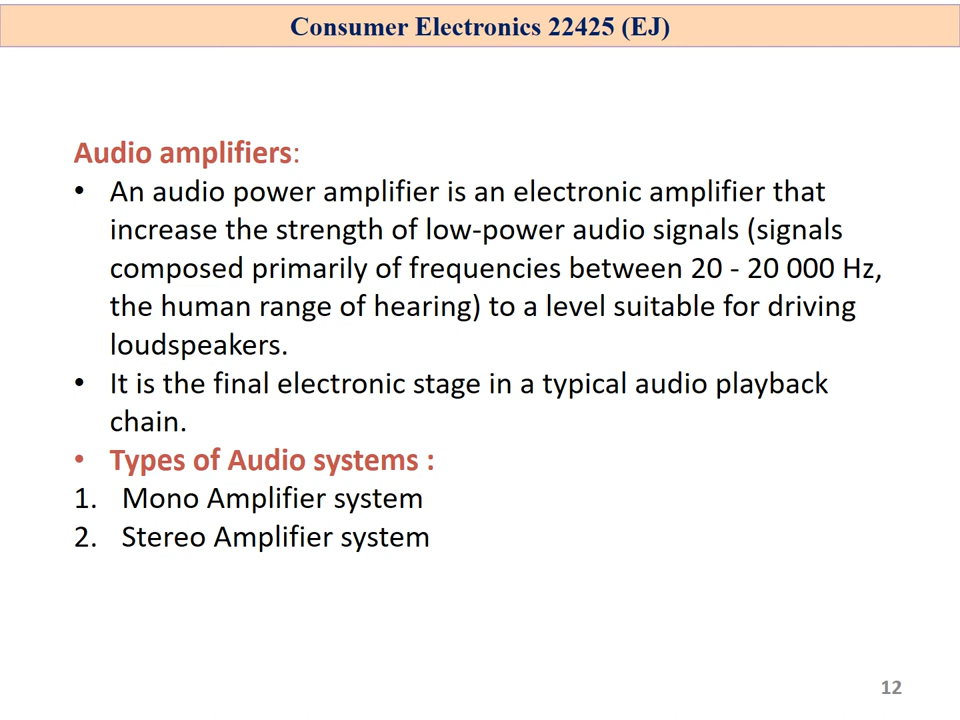 Consumer Electronics 22425 (EJ)
Audio amplifiers:
• An audio power amplifier is an electronic amplifier that
increase the strength of low-power audio signals (signals
composed primarily of frequencies between 20 - 20 000 Hz,
the human range of hearing) to a level suitable for driving
loudspeakers.
• It is the final electronic stage in a typical audio playback
chain.
• Types of Audio systems :
1. Mono Amplifier system
2. Stereo Amplifier system
12